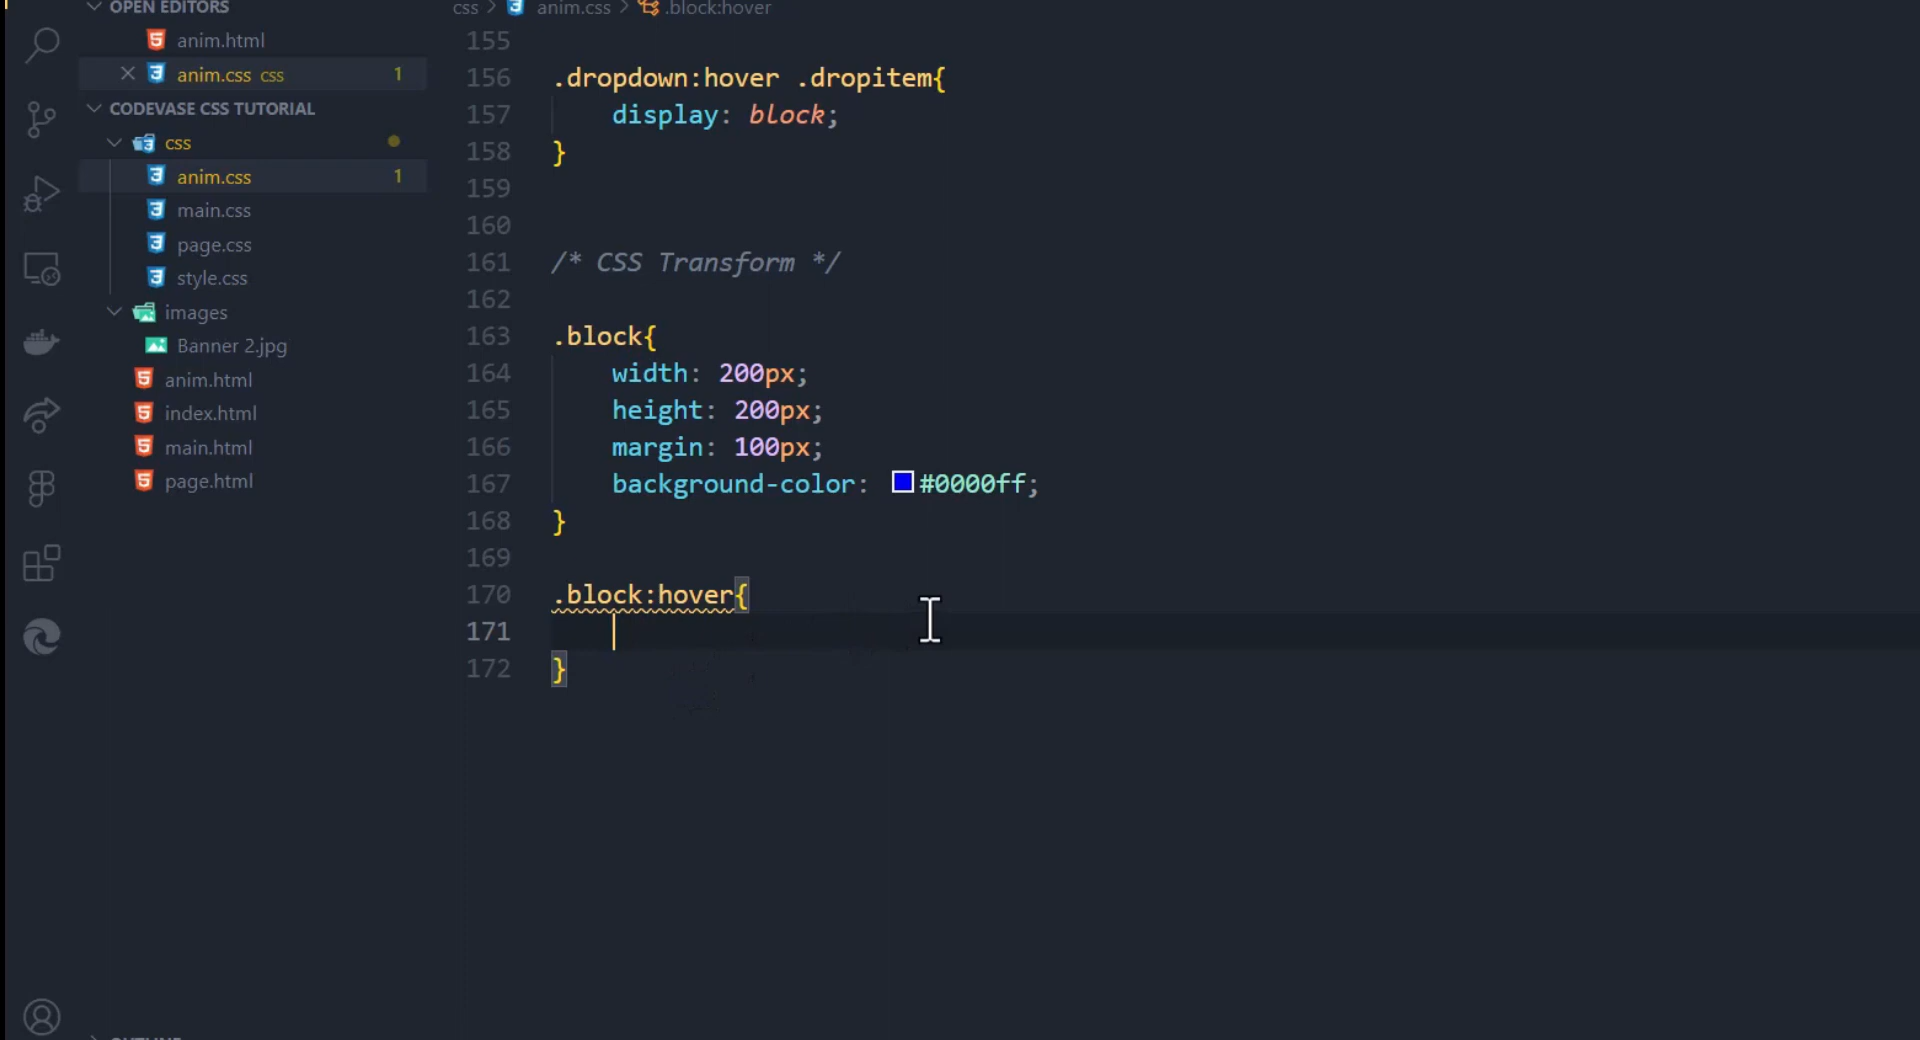 OPEN EDITORS
anim.html
anim.css css 1
CODEVASE CSS TUTORIAL
css
anim.css 1
main.css
page.css
style.css
images
Banner 2.jpg
anim.html
index.html
main.html
page.html
css > anim.css > .block:hover
155
156 .dropdown:hover .dropitem{
157 display: block;
158 }
159
160
161 /* CSS Transform */
162
163 .block{
164 width: 200px;
165 height: 200px;
166 margin: 100px;
167 background-color: #0000ff;
168 }
169
170 .block:hover{
171
172 }